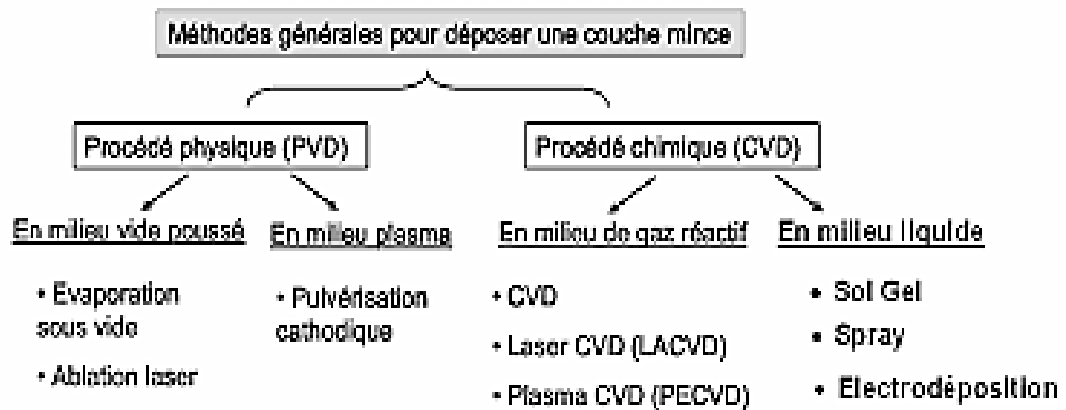 Méthodes générales pour déposer une couche mince
Procédé physique (PVD)
Procédé chimique (CVD)
En milieu vide poussé
En milieu plasma
En milieu de gaz réactif
En milieu liquide
• Evaporation
sous vide
• Ablation laser
• Pulvérisation
cathodique
• CVD
• Laser CVD (LACVD)
• Plasma CVD (PECVD)
• Sol Gel
• Spray
• Electrodéposition